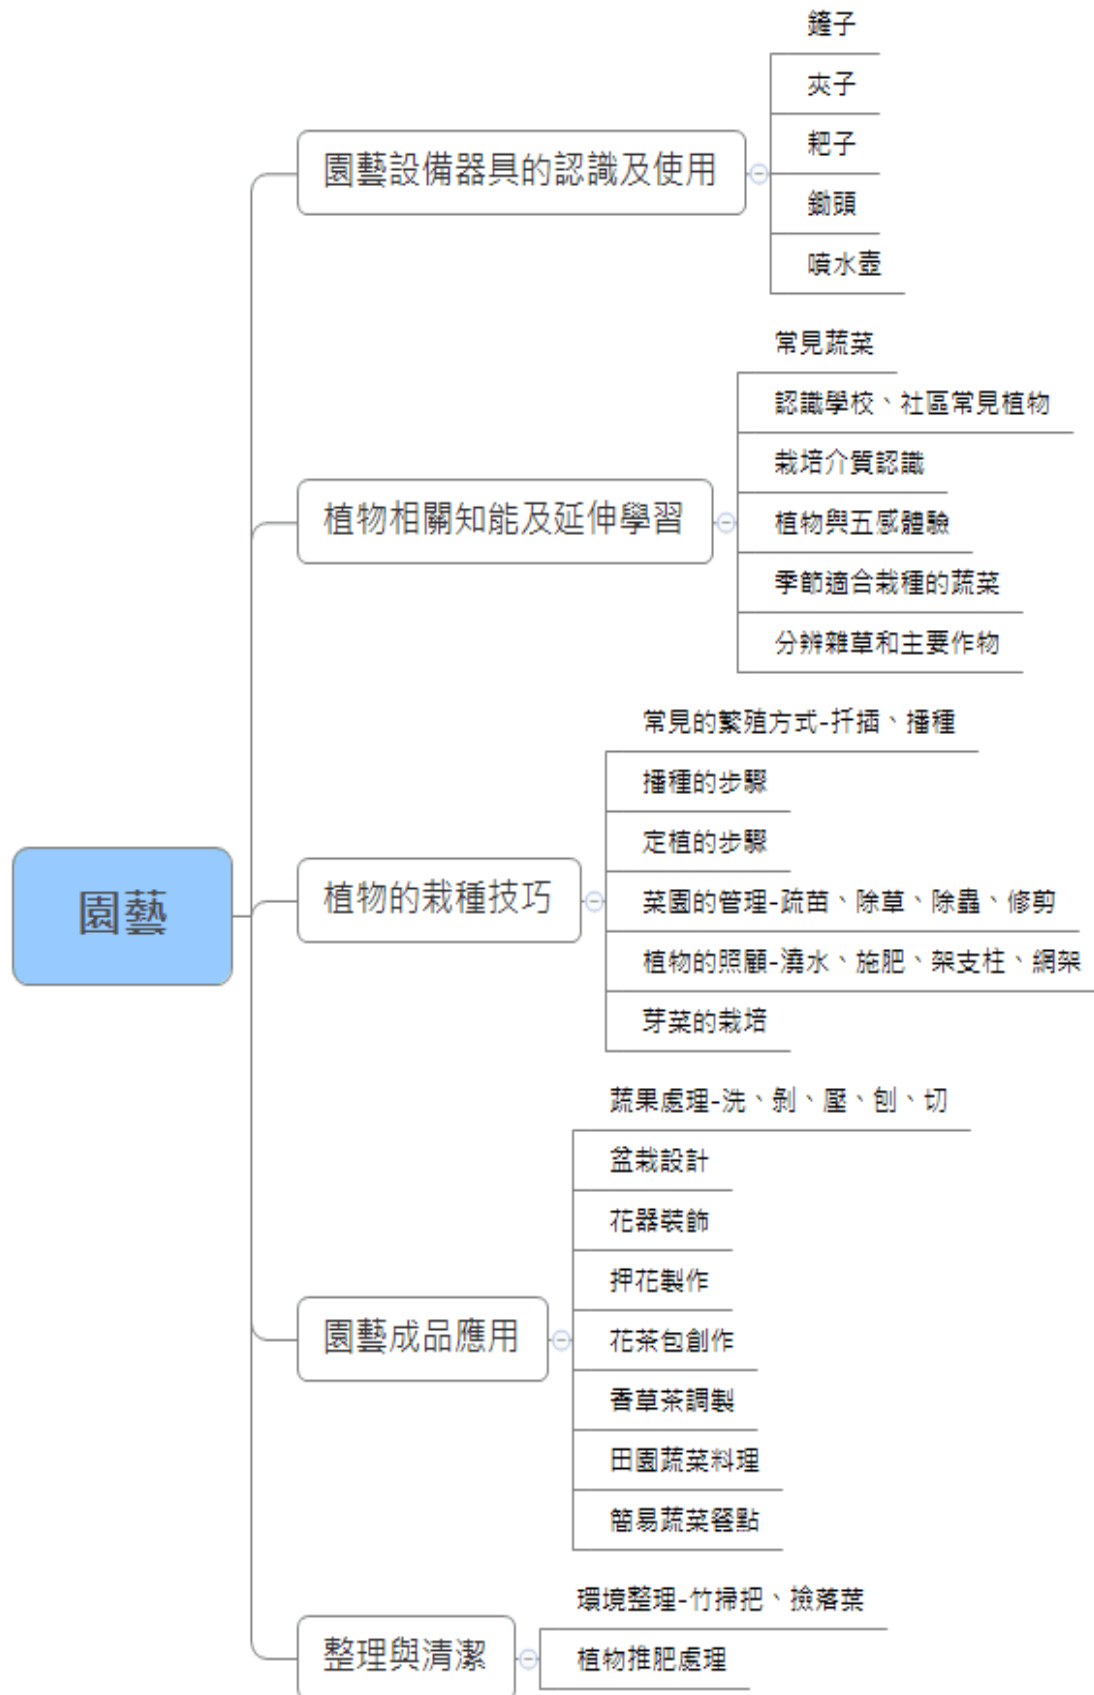 園藝
園藝設備器具的認識及使用
鏟子
夾子
耙子
鋤頭
噴水壺
植物相關知能及延伸學習
常見蔬菜
認識學校、社區常見植物
栽培介質認識
植物與五感體驗
季節適合栽種的蔬菜
分辨雜草和主要作物
植物的栽種技巧
常見的繁殖方式-扦插、播種
播種的步驟
定植的步驟
菜園的管理-疏苗、除草、除蟲、修剪
植物的照顧-澆水、施肥、架支柱、網架
芽菜的栽培
園藝成品應用
蔬果處理-洗、剝、壓、刨、切
盆栽設計
花器裝飾
押花製作
花茶包創作
香草茶調製
田園蔬菜料理
簡易蔬菜餐點
整理與清潔
環境整理-竹掃把、撿落葉
植物推肥處理